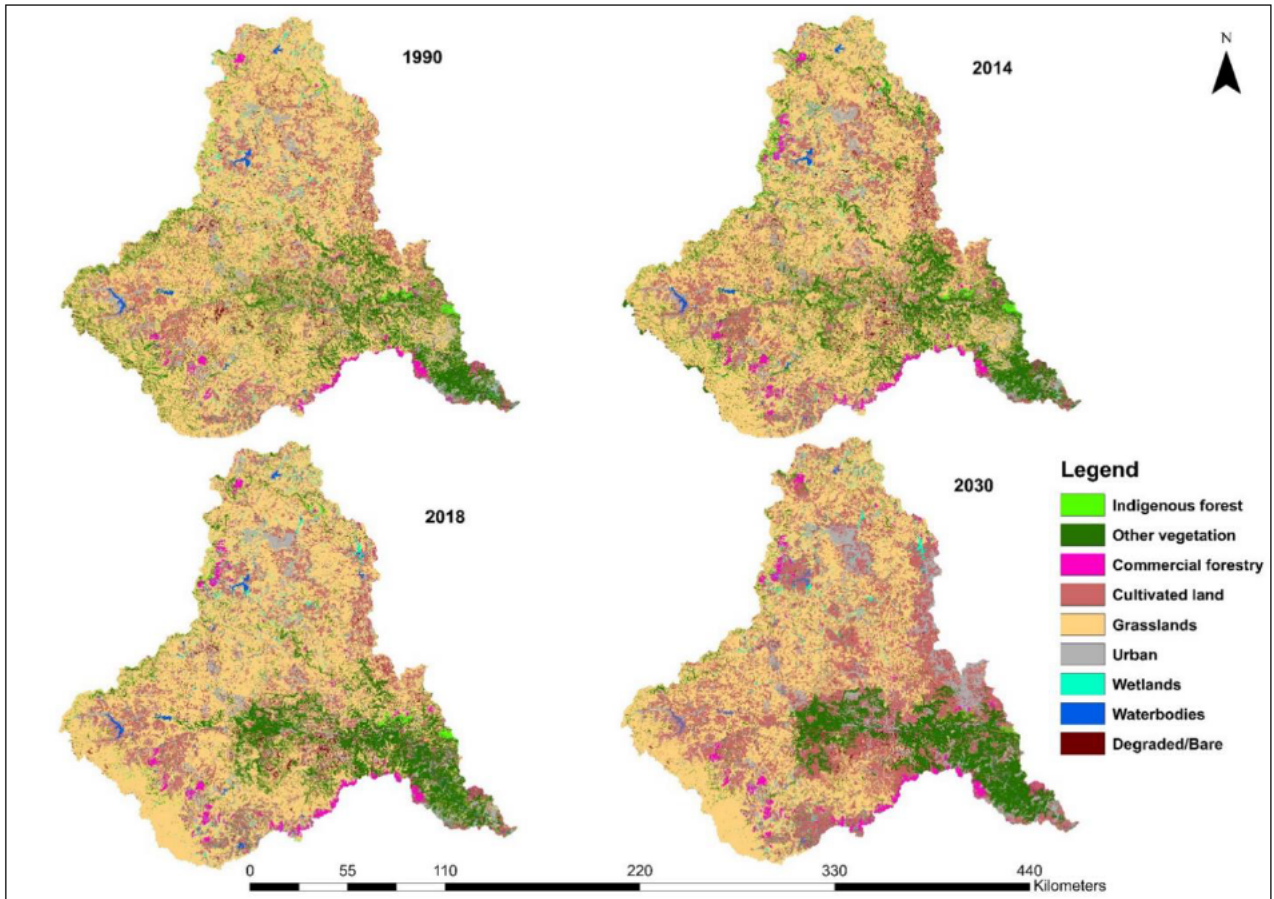 1990
2014
N
2018
2030
Legend
Indigenous forest
Other vegetation
Commercial forestry
Cultivated land
Grasslands
Urban
Wetlands
Waterbodies
Degraded/Bare
0 55 110 220 330 440
Kilometers